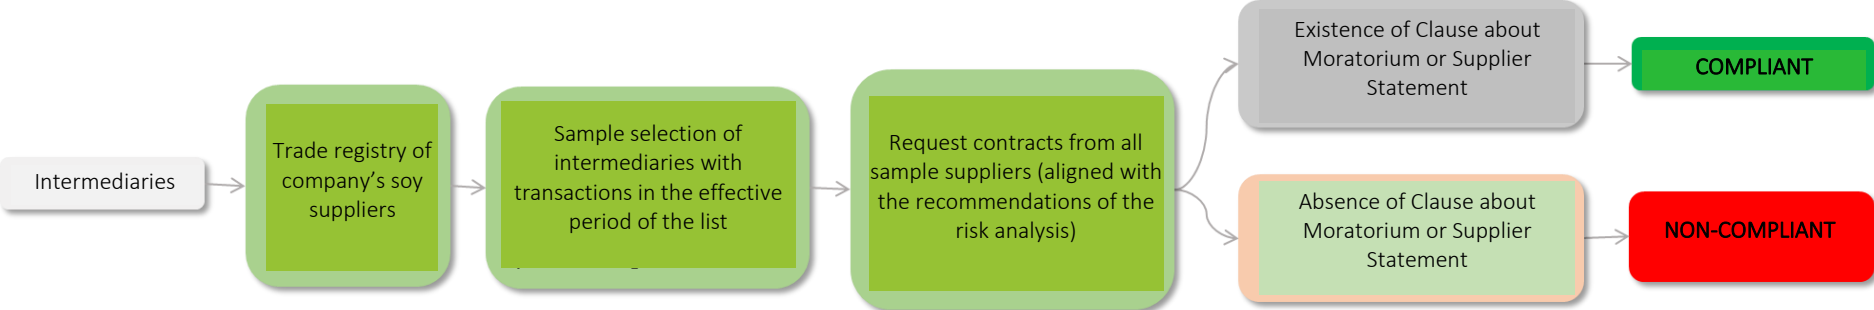 Intermediaries
Trade registry of
company's soy
suppliers
Sample selection of
intermediaries with
transactions in the effective
period of the list
Request contracts from all
sample suppliers (aligned with
the recommendations of the
risk analysis)
Existence of Clause about
Moratorium or Supplier
Statement
COMPLIANT
Absence of Clause about
Moratorium or Supplier
Statement
NON-COMPLIANT